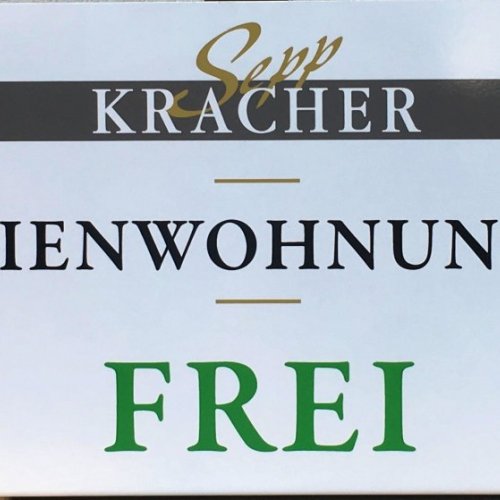 Sepp
KRACHER
IENWOHNUN
FREI